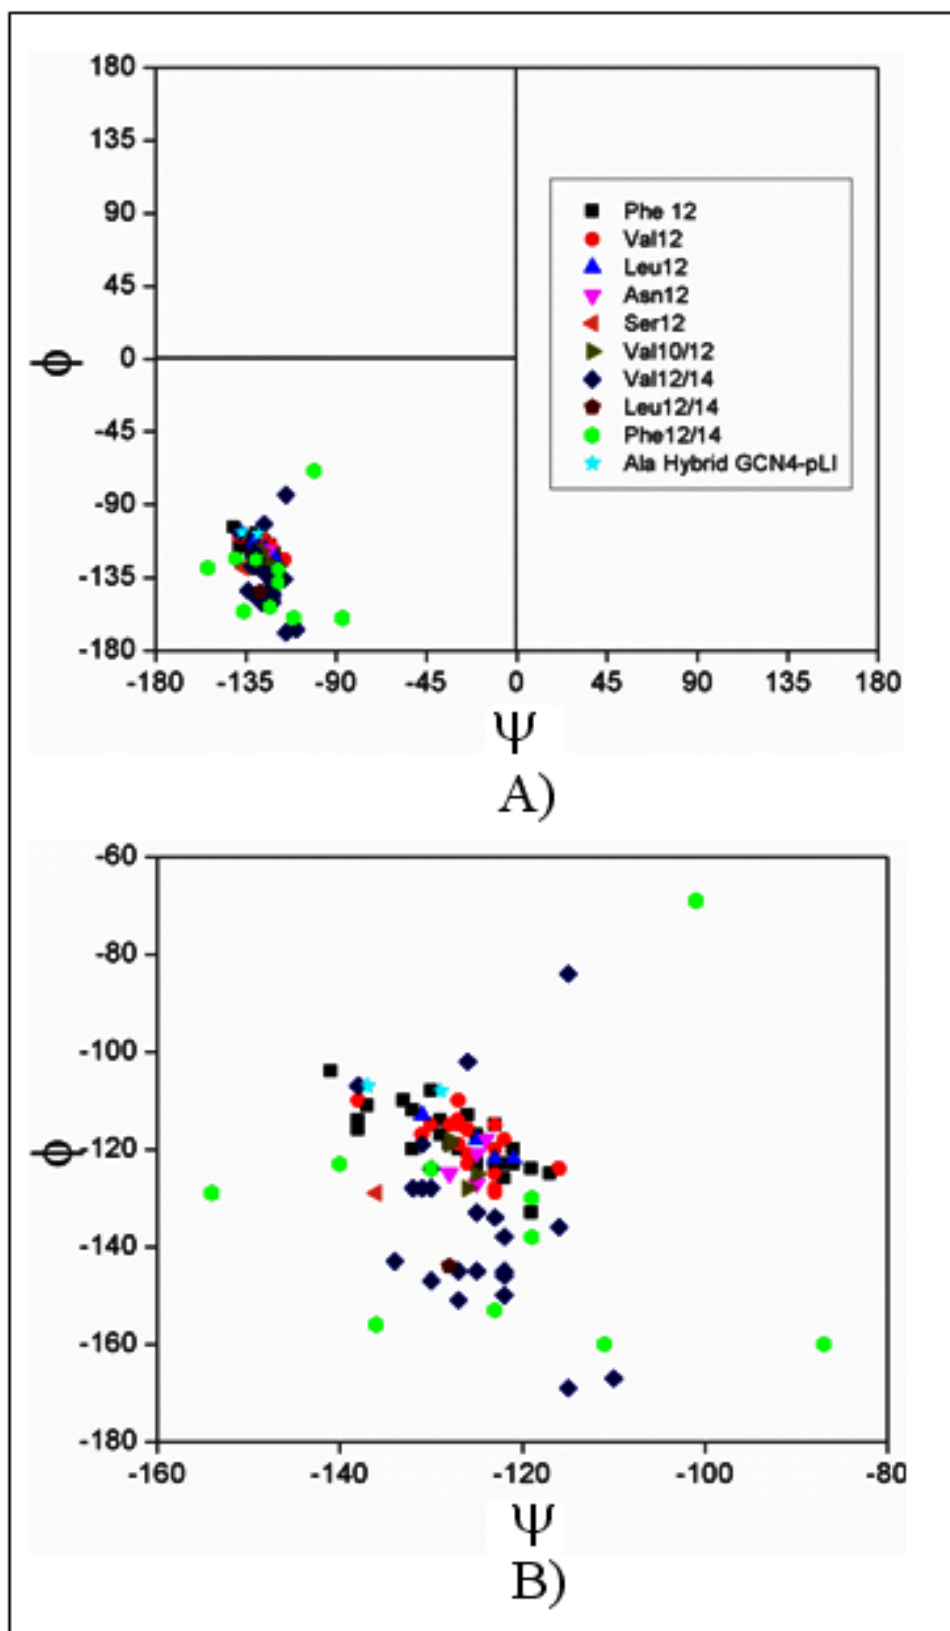 180
135
90
45
0
-45
-90
-135
-180
ϕ
-180 -135 -90 -45 0 45 90 135 180
Ψ
Phe 12
Val12
Leu12
Asn12
Ser12
Val10/12
Val12/14
Leu12/14
Phe12/14
Ala Hybrid GCN4-pLI
A)
-60
-80
-100
-120
-140
-160
-180
ϕ
-160 -140 -120 -100 -80
Ψ
B)